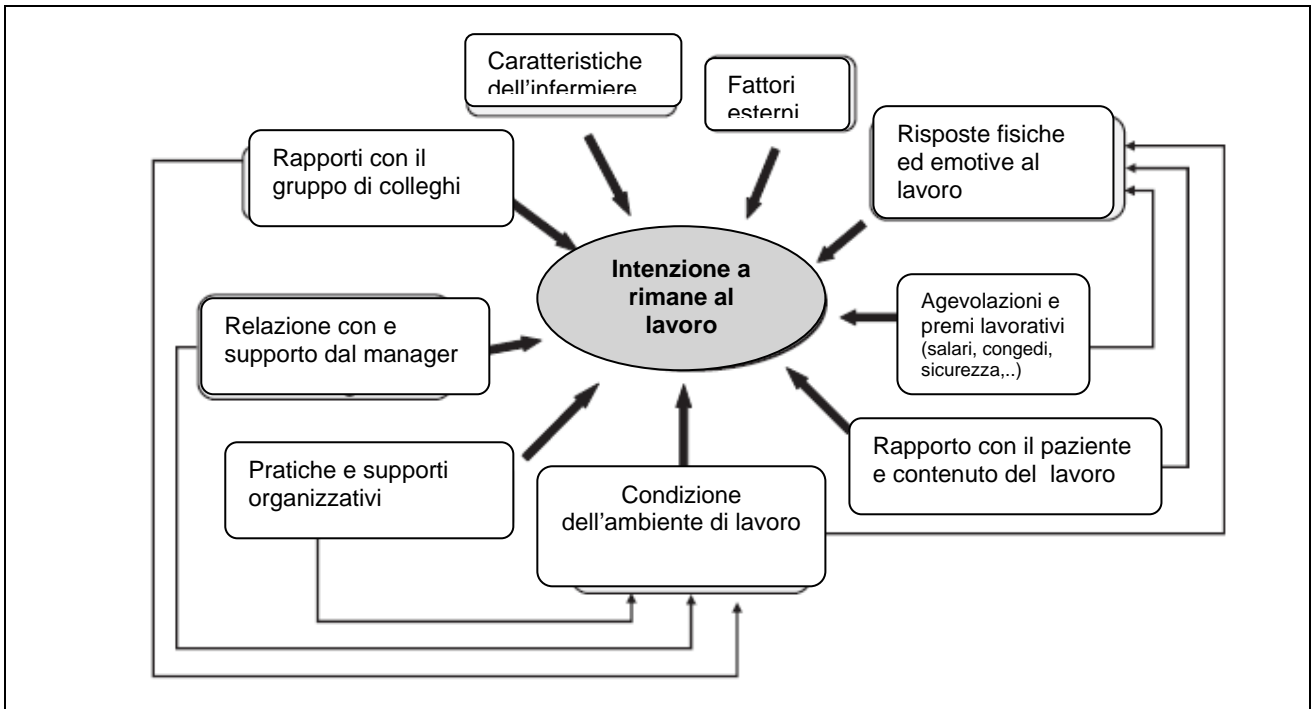 Caratteristiche
dell'infermiere
Fattori
esterni
Risposte fisiche
ed emotive al
lavoro
Rapporti con il
gruppo di colleghi
Intenzione a
rimane al
lavoro
Agevolazioni e
premi lavorativi
(salari, congedi,
sicurezza,..)
Relazione con e
supporto dal manager
Rapporto con il paziente
e contenuto del lavoro
Pratiche e supporti
organizzativi
Condizione
dell'ambiente di lavoro